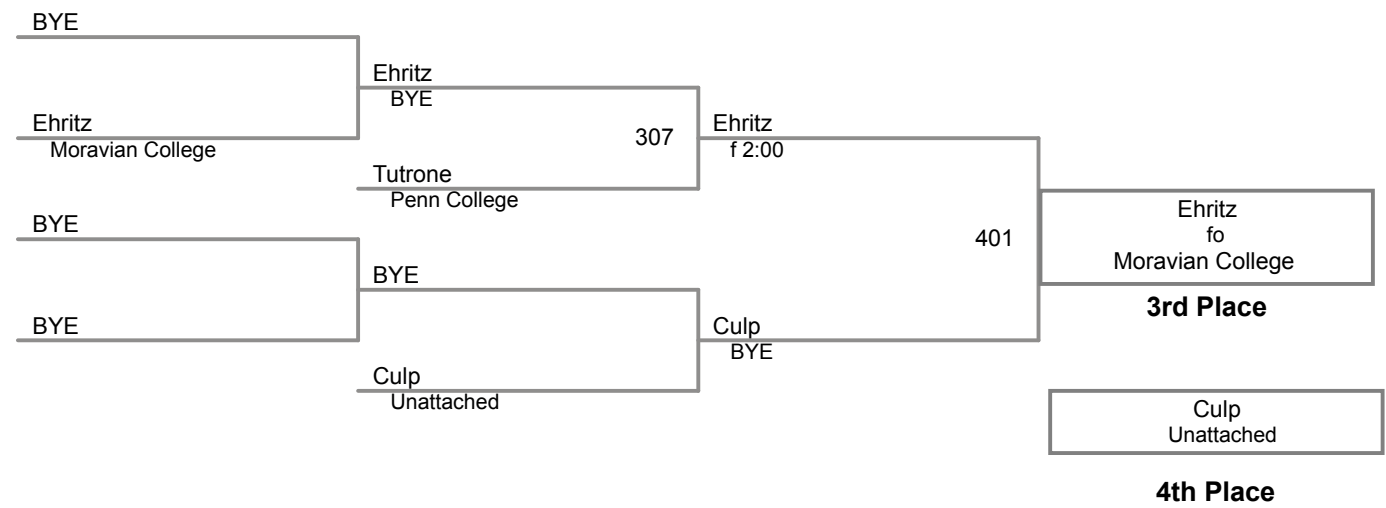 BYE
Ehritz
BYE
Ehritz
Moravian College
307
Ehritz
f 2:00
Tutrone
Penn College
BYE
401
Ehritz
fo
Moravian College
BYE
3rd Place
BYE
Culp
BYE
Culp
Unattached
Culp
Unattached
4th Place